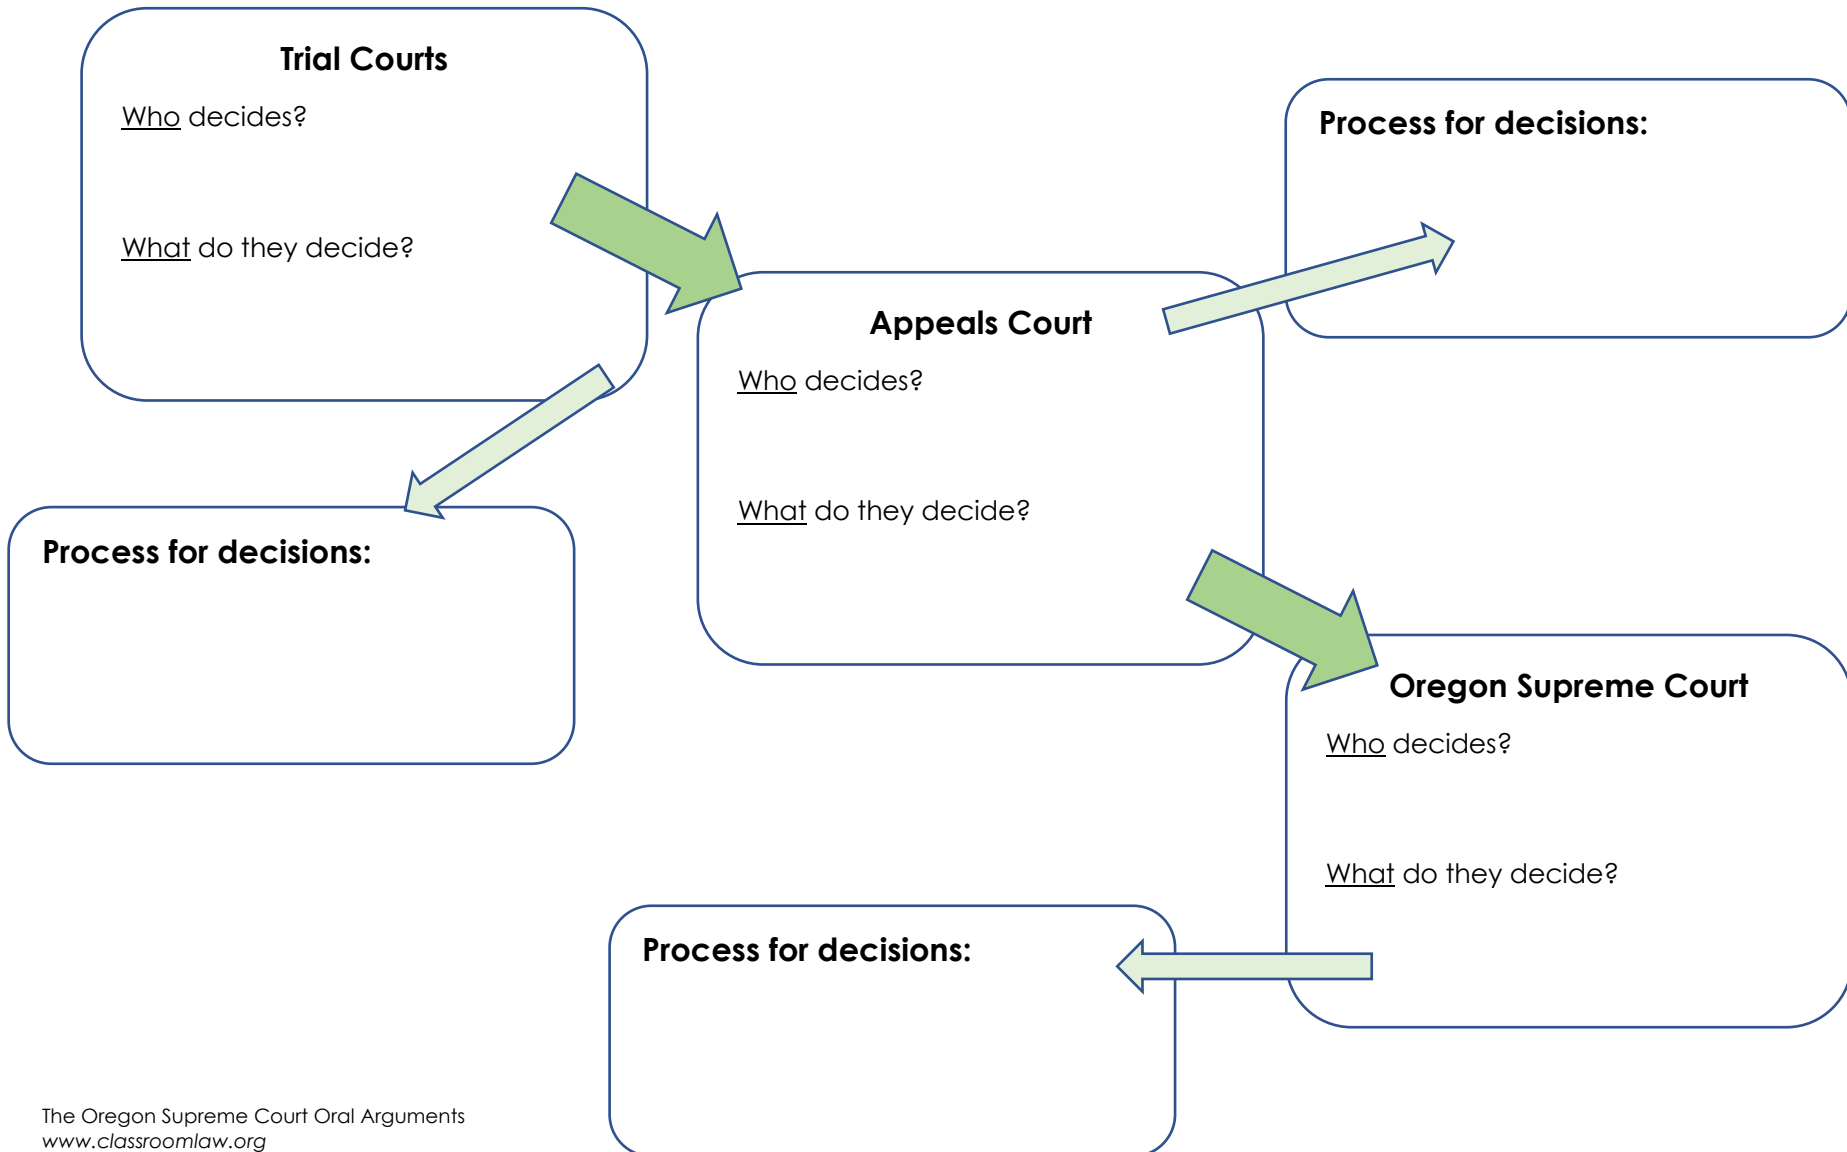 Trial Courts
Who decides?
What do they decide?
Process for decisions:
Appeals Court
Who decides?
What do they decide?
Process for decisions:
Oregon Supreme Court
Who decides?
What do they decide?
Process for decisions:
The Oregon Supreme Court Oral Arguments
www.classroomlaw.org